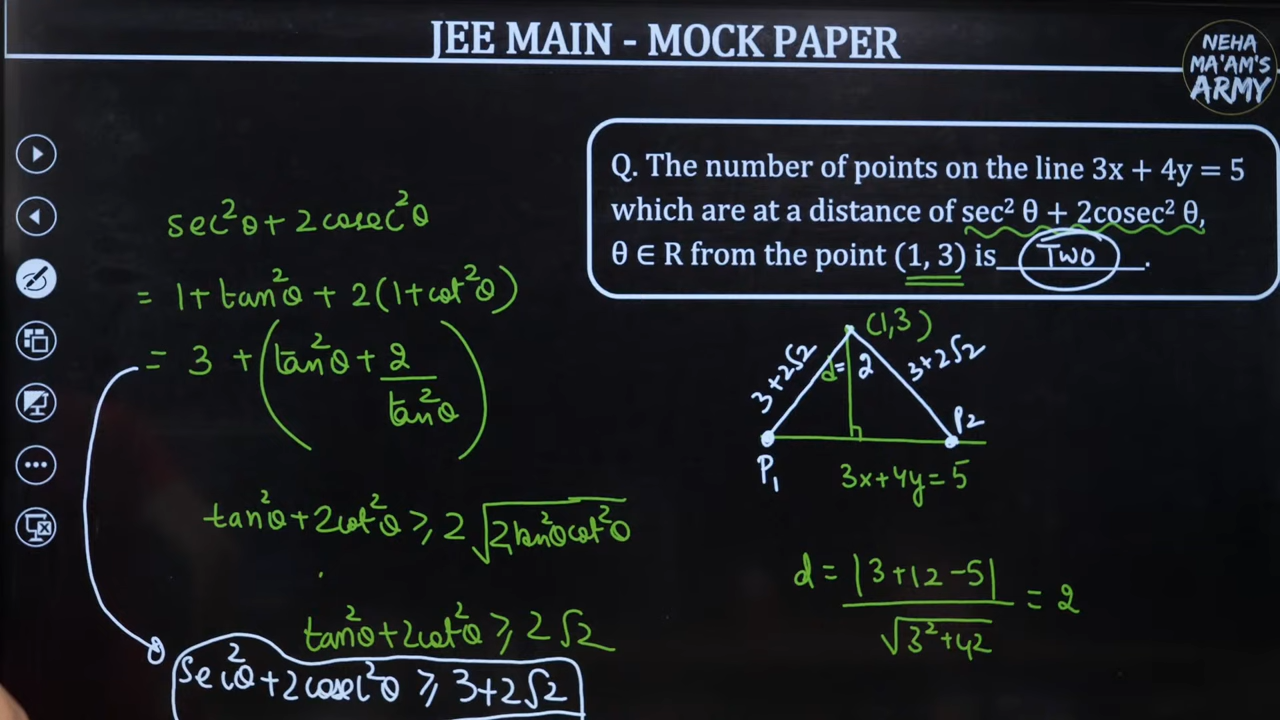 JEE MAIN - MOCK PAPER
NEHA
MA'AM'S
ARMY
Q. The number of points on the line 3x + 4y = 5
which are at a distance of sec² θ + 2cosec² θ,
θ ∈ R from the point (1, 3) is____TWO____.
sec²θ + 2cosec²θ
= 1 + tan²θ + 2(1+cot²θ)
= 3 + (tan²θ + 2/tan²θ)
tan²θ + 2cot²θ ≥ 2√(2tan²θcot²θ)
tan²θ + 2cot²θ ≥ 2√2
sec²θ + 2cosec²θ ≥ 3+2√2
(1,3)
3+2√2
d= 2
3+2√2
P₁
P₂
3x+4y=5
d = |3+12-5|/√(3²+42) = 2